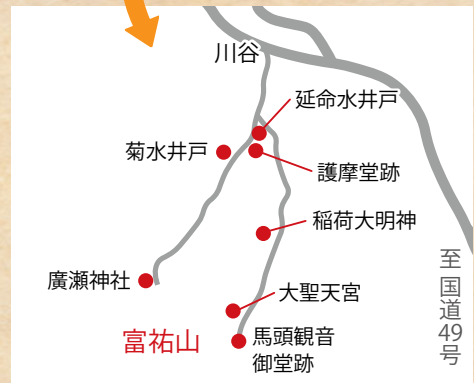 川谷
延命水井戸
菊水井戸
護摩堂跡
稲荷大明神
至国道49号
廣瀬神社
大聖天宮
富祐山
馬頭観音
御堂跡